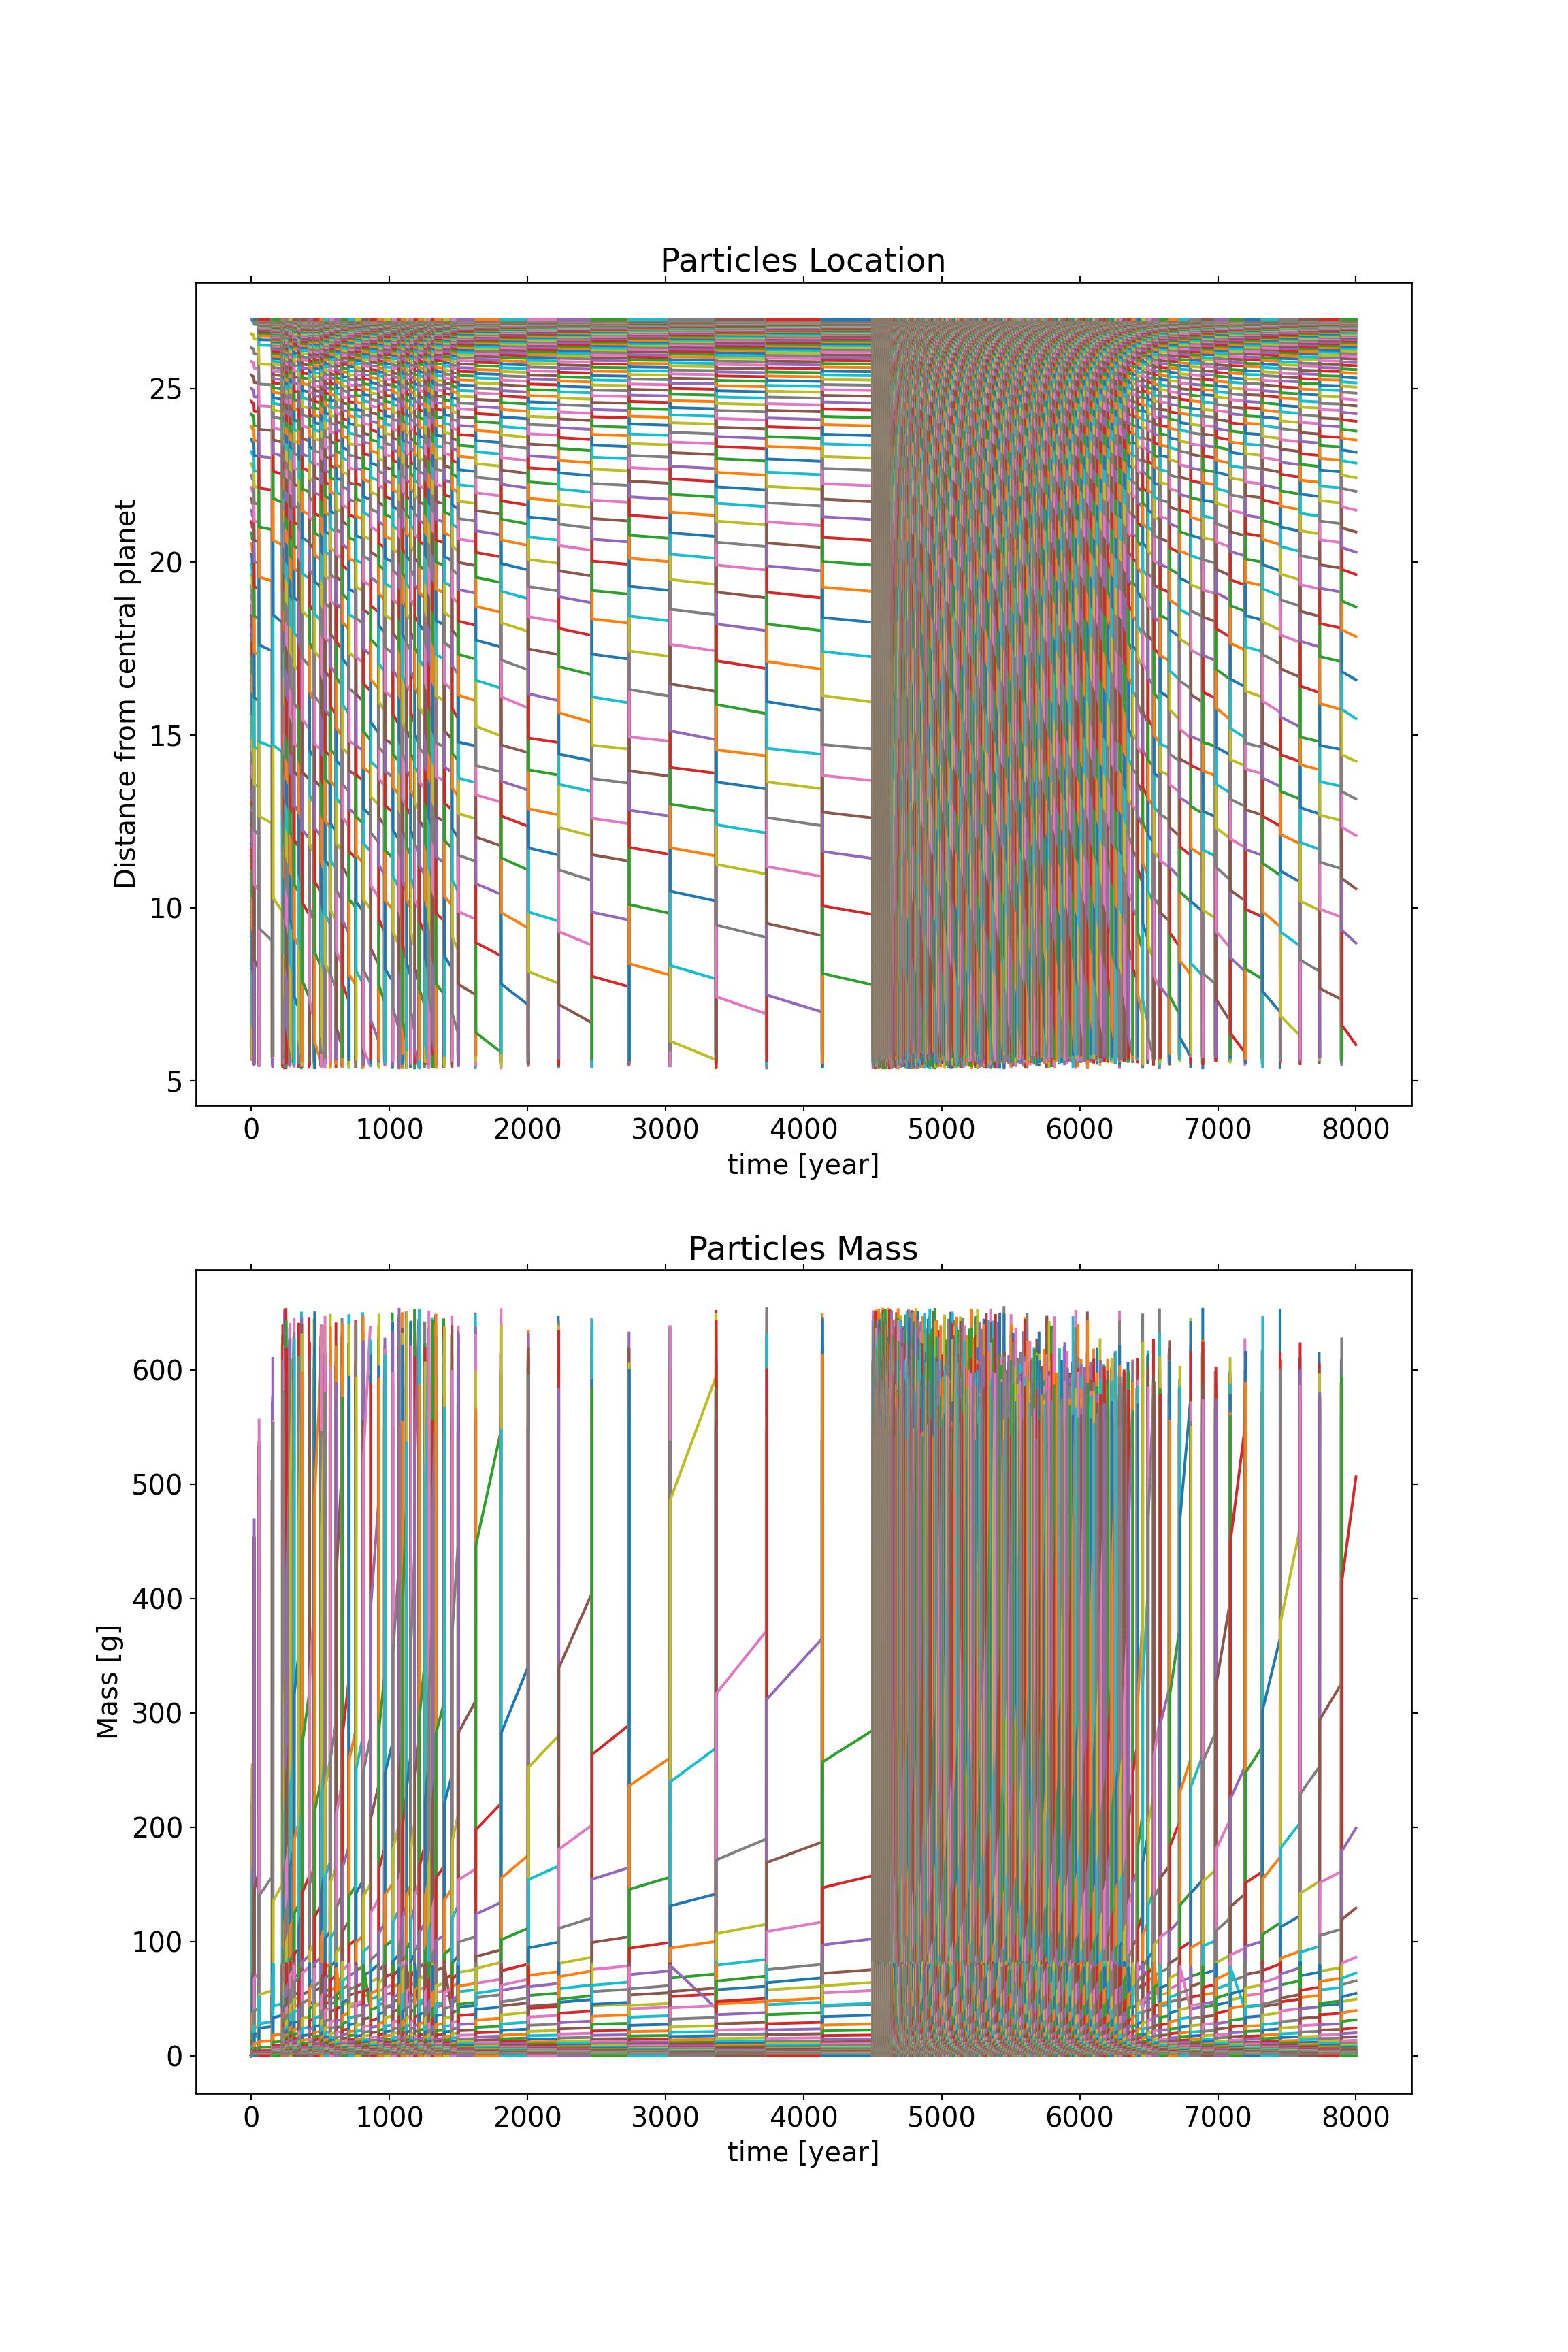 Particles Location
Distance from central planet
25
20
15
10
5
0 1000 2000 3000 4000 5000 6000 7000 8000
time [year]
Particles Mass
Mass [g]
600
500
400
300
200
100
0
0 1000 2000 3000 4000 5000 6000 7000 8000
time [year]